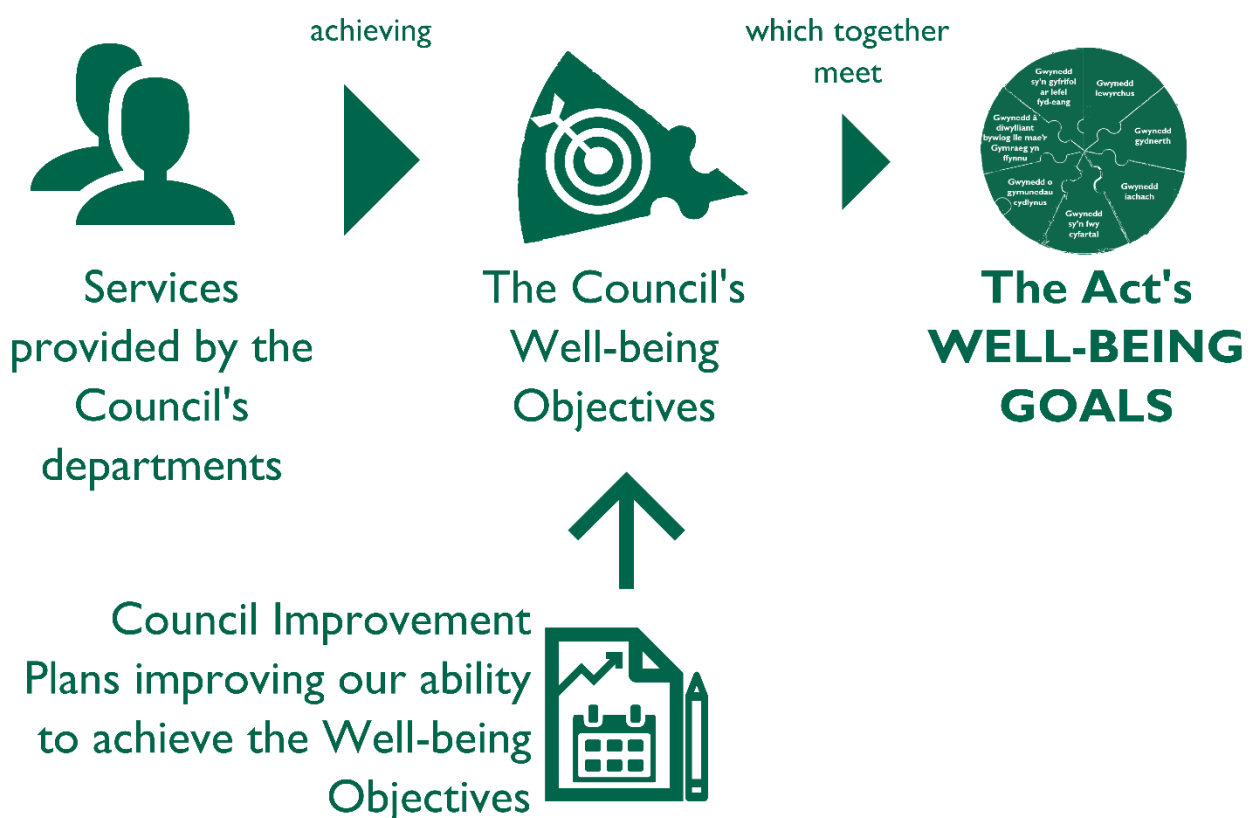 achieving
which together
meet
Services
provided by the
Council's
departments
The Council's
Well-being
Objectives
Gwynedd
sy'n gyfrifol
ar lefel
fyd-eang
Gwynedd
lewyrchus
Gwynedd â
diwylliant
bywiog lle mae'r
Gymraeg yn
ffynnu
Gwynedd
gydnerth
Gwynedd o
gymunedau
cydlynus
Gwynedd
iachach
Gwynedd
sy'n fwy
cyfartal
The Act's
WELL-BEING
GOALS
Council Improvement
Plans improving our ability
to achieve the Well-being
Objectives